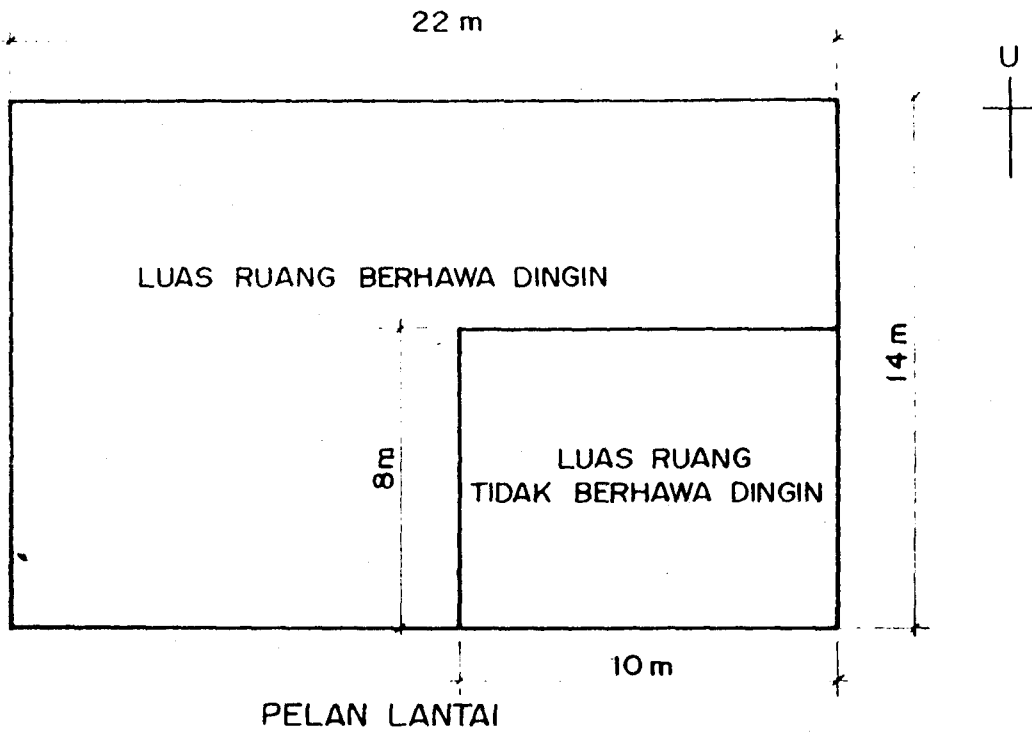 22 m
U
LUAS RUANG BERHAWA DINGIN
14 m
8m
LUAS RUANG
TIDAK BERHAWA DINGIN
10 m
PELAN LANTAI